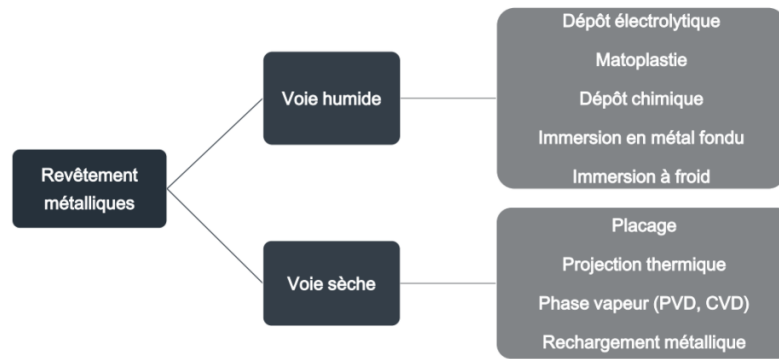 Revêtement
métalliques
Voie humide
Dépôt électrolytique
Matoplastie
Dépôt chimique
Immersion en métal fondu
Immersion à froid
Voie sèche
Placage
Projection thermique
Phase vapeur (PVD, CVD)
Rechargement métallique